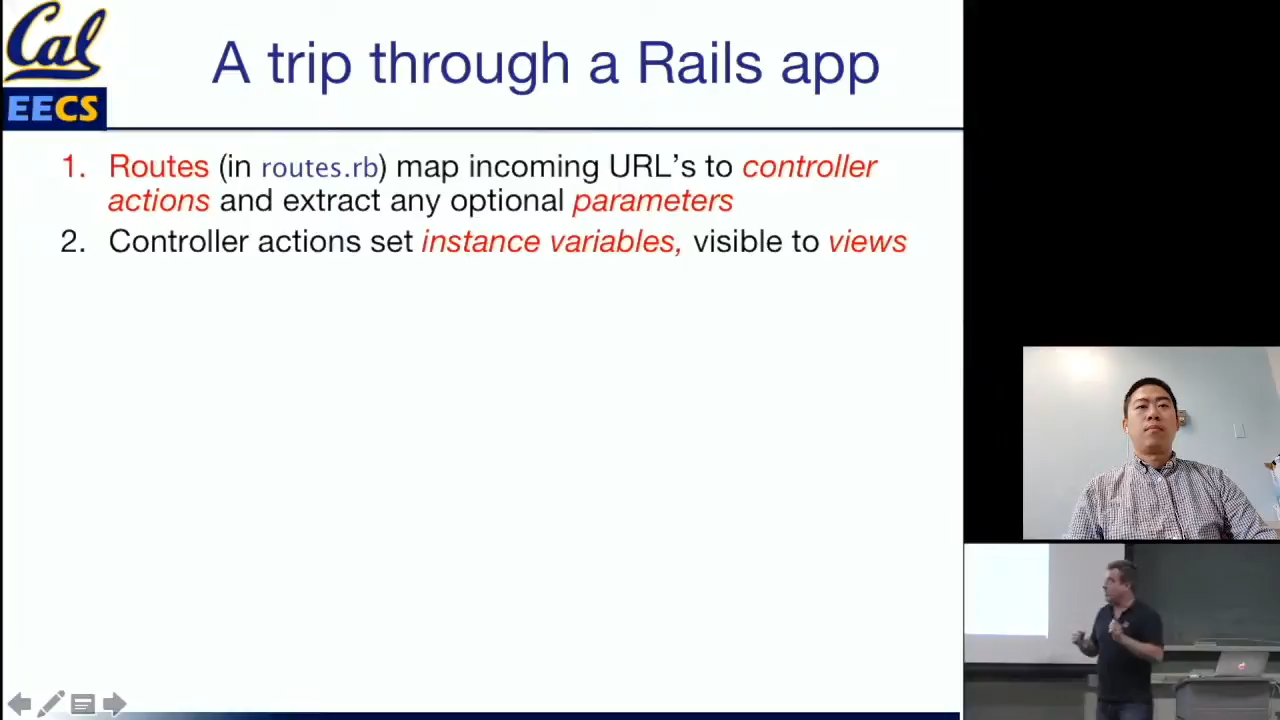 Cal
EECS
A trip through a Rails app
1. Routes (in routes.rb) map incoming URL's to controller
actions and extract any optional parameters
2. Controller actions set instance variables, visible to views